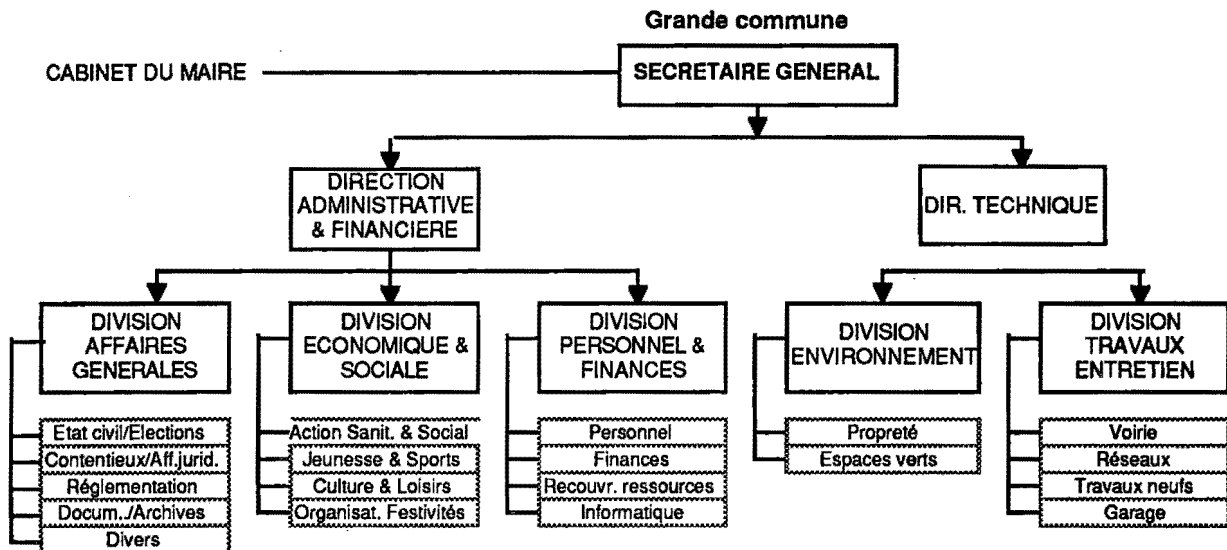 Grande commune
CABINET DU MAIRE
SECRETAIRE GENERAL
DIRECTION
ADMINISTRATIVE
& FINANCIERE
DIR. TECHNIQUE
DIVISION
AFFAIRES
GENERALES
DIVISION
ECONOMIQUE &
SOCIALE
DIVISION
PERSONNEL &
FINANCES
DIVISION
ENVIRONNEMENT
DIVISION
TRAVAUX
ENTRETIEN
Etat civil/Elections
Contentieux/Aff.jurid.
Réglementation
Docum../Archives
Divers
Action Sanit. & Social
Jeunesse & Sports
Culture & Loisirs
Organisat. Festivités
Personnel
Finances
Recouvr. ressources
Informatique
Propreté
Espaces verts
Voirie
Réseaux
Travaux neufs
Garage